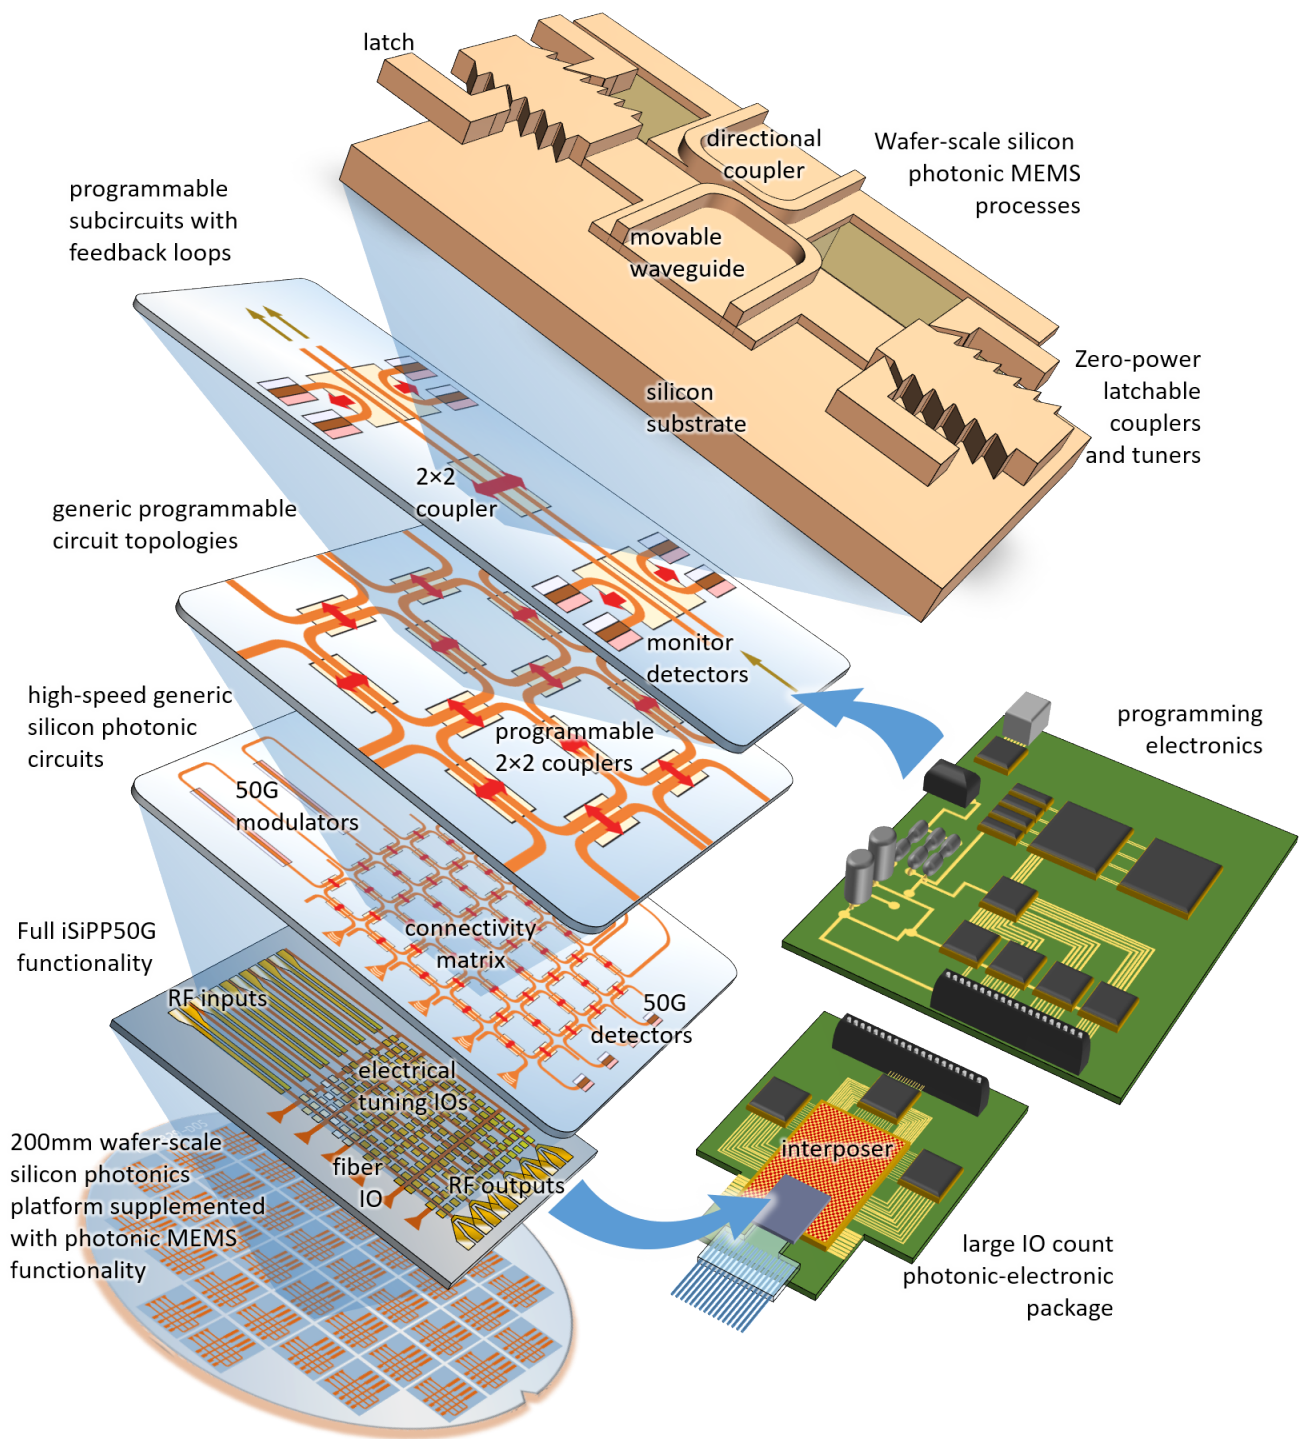 latch
directional
coupler
Wafer-scale silicon
photonic MEMS
processes
programmable
subcircuits with
feedback loops
movable
waveguide
Zero-power
latchable
couplers
and tuners
silicon
substrate
2×2
coupler
generic programmable
circuit topologies
monitor
detectors
high-speed generic
silicon photonic
circuits
programmable
2×2 couplers
programming
electronics
50G
modulators
Full iSiPP50G
functionality
connectivity
matrix
RF inputs
50G
detectors
electrical
tuning IOs
200mm wafer-scale
silicon photonics
platform supplemented
with photonic MEMS
functionality
fiber
IO
RF outputs
interposer
large IO count
photonic-electronic
package